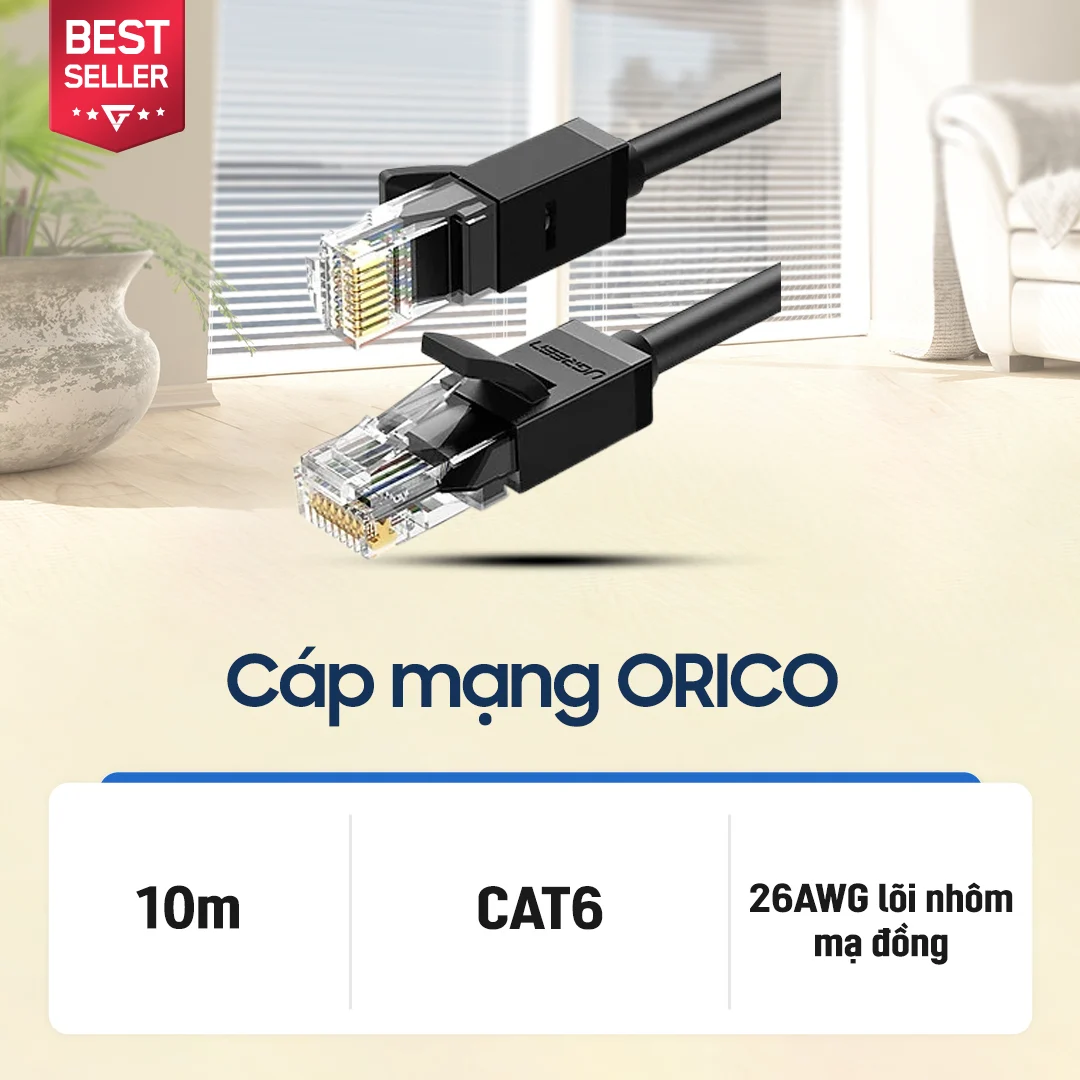 BEST
SELLER
UGREEN
Cáp mạng ORICO
10m
CAT6
26AWG lõi nhôm
mạ đồng